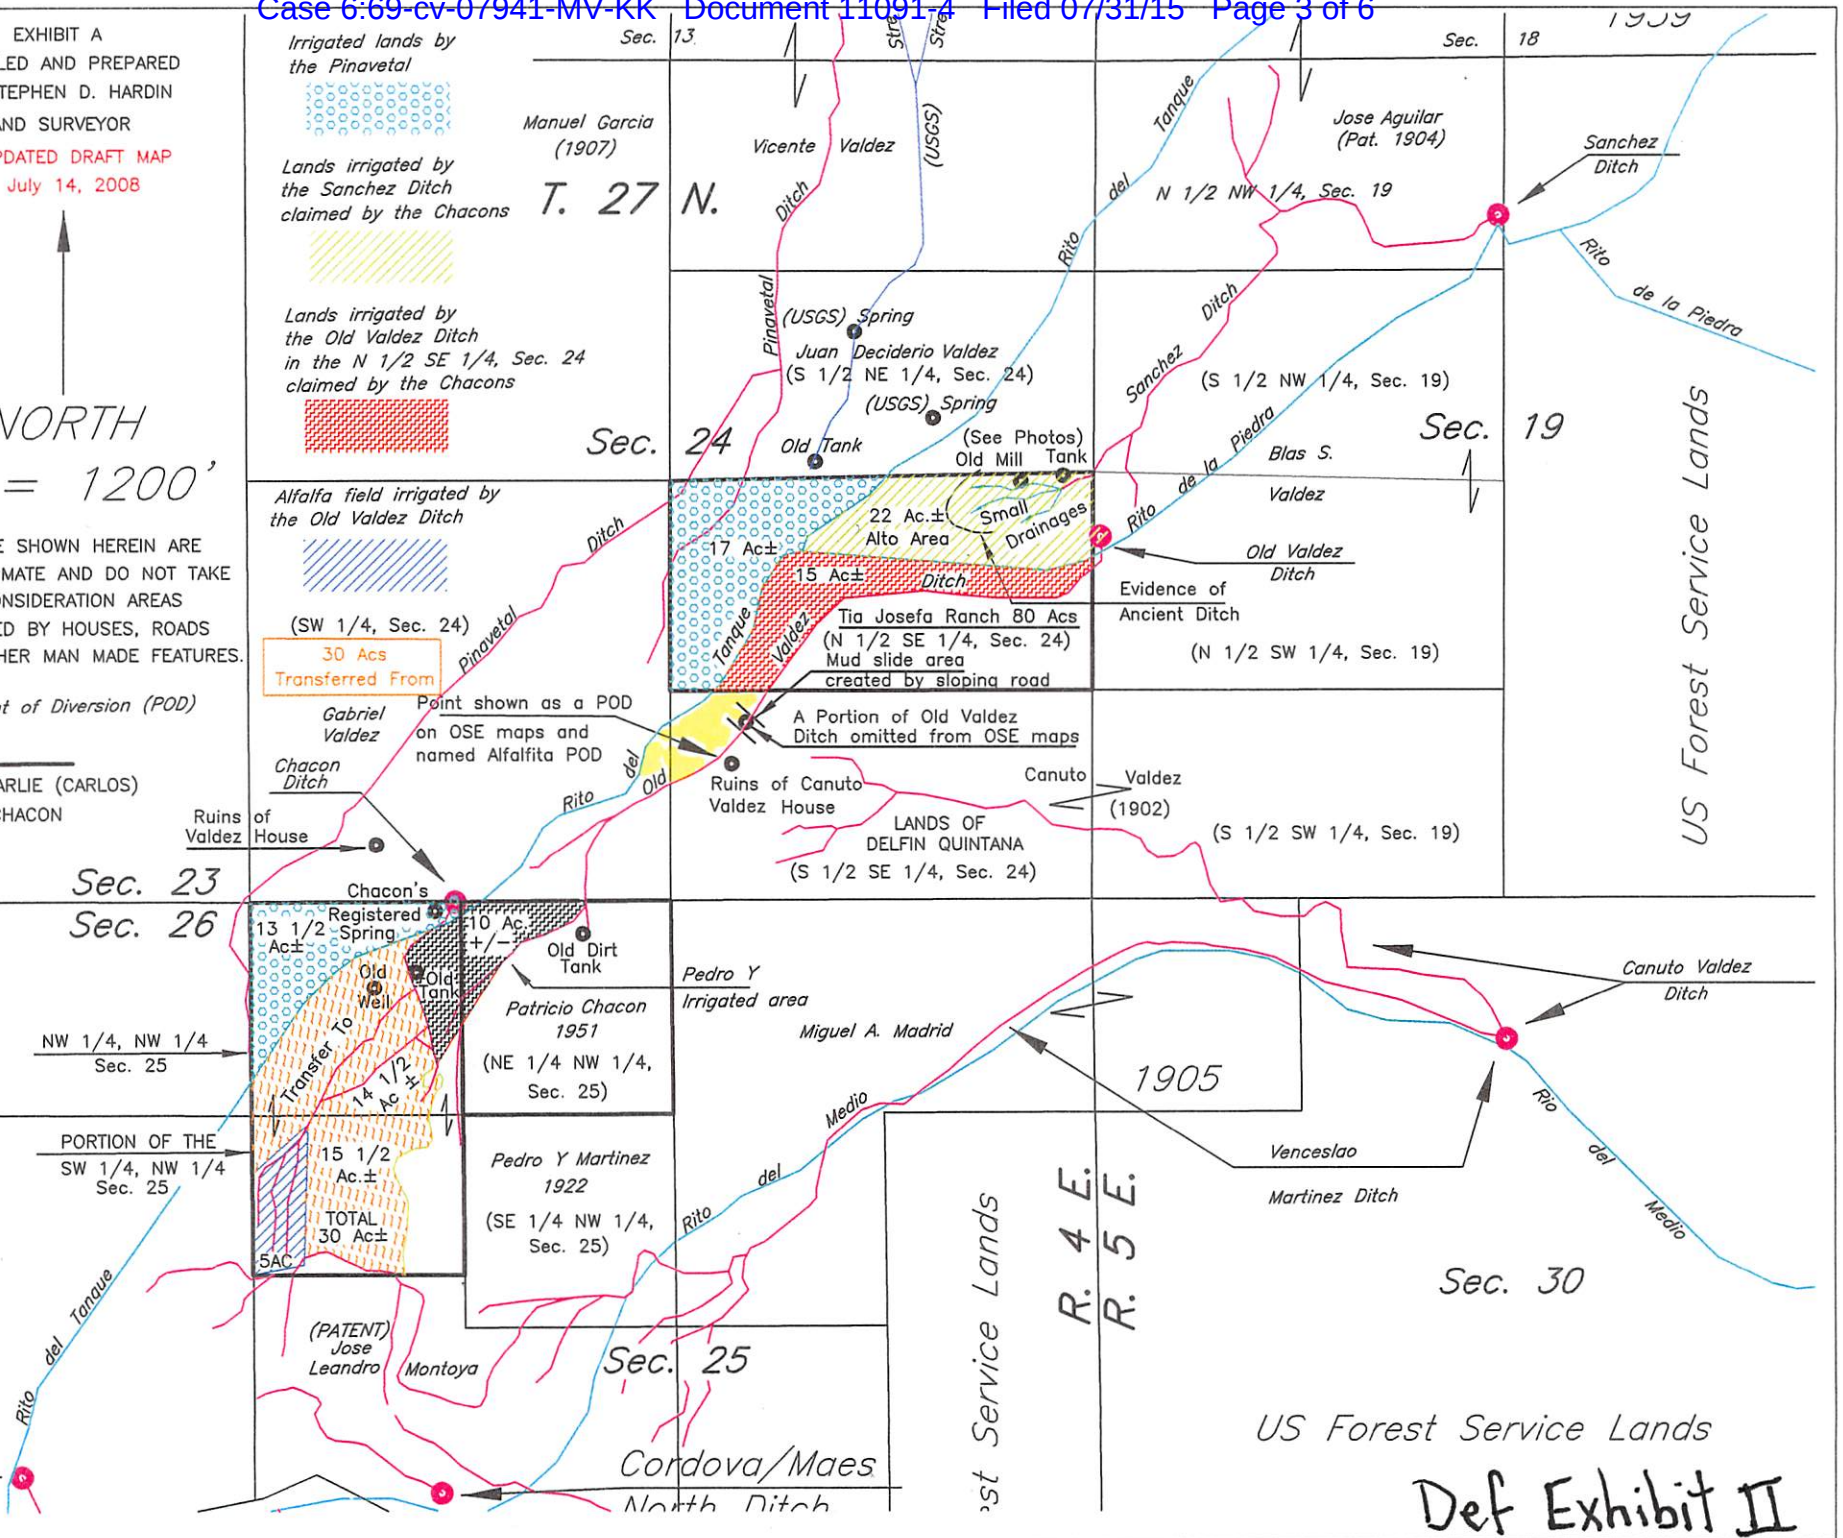 Case 6:69-cv-07941-MV-KK Document 11091-4 Filed 07/31/15 Page 3 of 6
EXHIBIT A
LED AND PREPARED
TEPHEN D. HARDIN
AND SURVEYOR
PDATED DRAFT MAP
July 14, 2008
NORTH
= 1200'
E SHOWN HEREIN ARE
MATE AND DO NOT TAKE
ONSIDERATION AREAS
ED BY HOUSES, ROADS
HER MAN MADE FEATURES.
nt of Diversion (POD)
ARLIE (CARLOS)
CHACON
Irrigated lands by
the Pinavetal
Lands irrigated by
the Sanchez Ditch
claimed by the Chacons
Lands irrigated by
the Old Valdez Ditch
in the N 1/2 SE 1/4, Sec. 24
claimed by the Chacons
Alfalfa field irrigated by
the Old Valdez Ditch
(SW 1/4, Sec. 24)
30 Acs
Transferred From
Sec. 13
Sec. 18
1939
Manuel Garcia
(1907)
T. 27 N.
Vicente Valdez
Stre
Stre
(USGS)
Pinavetal Ditch
Rito del Tanque
Jose Aguilar
(Pat. 1904)
N 1/2 NW 1/4, Sec. 19
Sanchez
Ditch
Rito de la Piedra
(USGS) Spring
Juan Deciderio Valdez
(S 1/2 NE 1/4, Sec. 24)
(USGS) Spring
Sanchez Ditch
(S 1/2 NW 1/4, Sec. 19)
Sec. 24
Old Tank
(See Photos)
Old Mill Tank
Rito de la Piedra
Sec. 19
Blas S.
Valdez
US Forest Service Lands
17 Ac±
22 Ac.±
Alto Area
Small
Drainages
15 Ac±
Valdez Ditch
Tanque
Old Valdez
Ditch
Evidence of
Ancient Ditch
Tia Josefa Ranch 80 Acs
(N 1/2 SE 1/4, Sec. 24)
Mud slide area
created by sloping road
(N 1/2 SW 1/4, Sec. 19)
Pinavetal Ditch
Gabriel
Valdez
Point shown as a POD
on OSE maps and
named Alfalfita POD
A Portion of Old Valdez
Ditch omitted from OSE maps
Rito del
Old
Chacon
Ditch
Ruins of
Valdez House
Ruins of Canuto
Valdez House
Canuto Valdez
(1902)
LANDS OF
DELFIN QUINTANA
(S 1/2 SE 1/4, Sec. 24)
(S 1/2 SW 1/4, Sec. 19)
Sec. 23
Sec. 26
Chacon's
Registered
Spring
13 1/2
Ac±
10 Ac.
+/-
Old Dirt
Tank
Old
Well
Old
Tank
Pedro Y
Irrigated area
Patricio Chacon
1951
(NE 1/4 NW 1/4,
Sec. 25)
NW 1/4, NW 1/4
Sec. 25
Transfer To
14 1/2
Ac ±
Miguel A. Madrid
1905
Canuto Valdez
Ditch
PORTION OF THE
SW 1/4, NW 1/4
Sec. 25
15 1/2
Ac.±
TOTAL
30 Ac±
5AC
Pedro Y Martinez
1922
(SE 1/4 NW 1/4,
Sec. 25)
Rito del Medio
Venceslao
Martinez Ditch
Rio del Medio
R. 4 E.
R. 5 E.
Sec. 30
Rito del Tanque
(PATENT)
Jose
Leandro Montoya
Sec. 25
st Service Lands
US Forest Service Lands
Cordova/Maes
North Ditch
Def Exhibit II